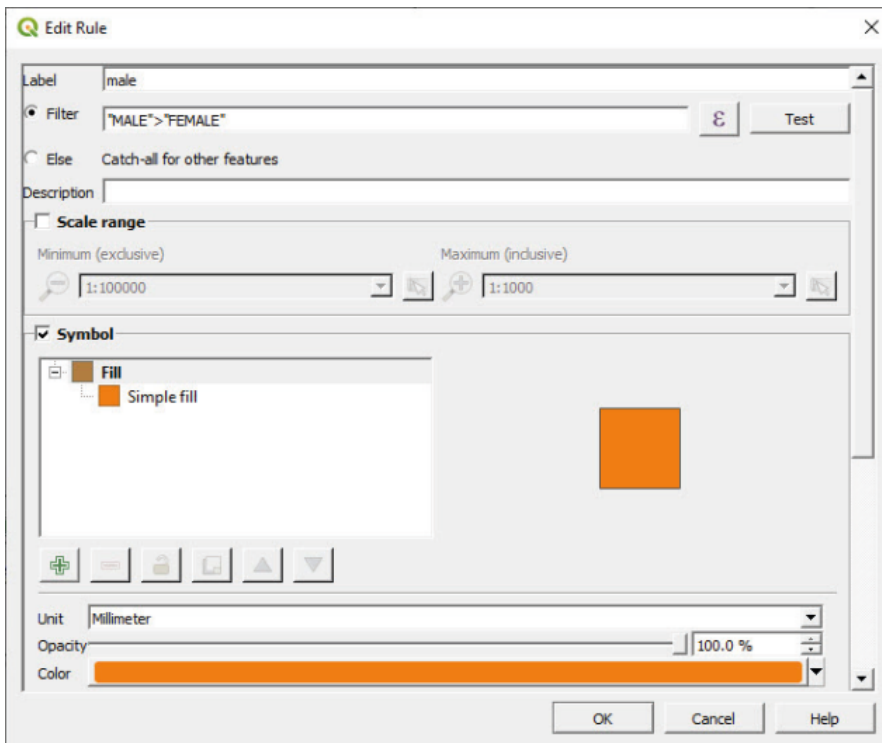 Edit Rule
Label male
Filter "MALE">"FEMALE" ε Test
Else Catch-all for other features
Description
Scale range
Minimum (exclusive) Maximum (inclusive)
1:100000 1:1000
Symbol
Fill
Simple fill
Unit Millimeter
Opacity 100.0 %
Color
OK Cancel Help